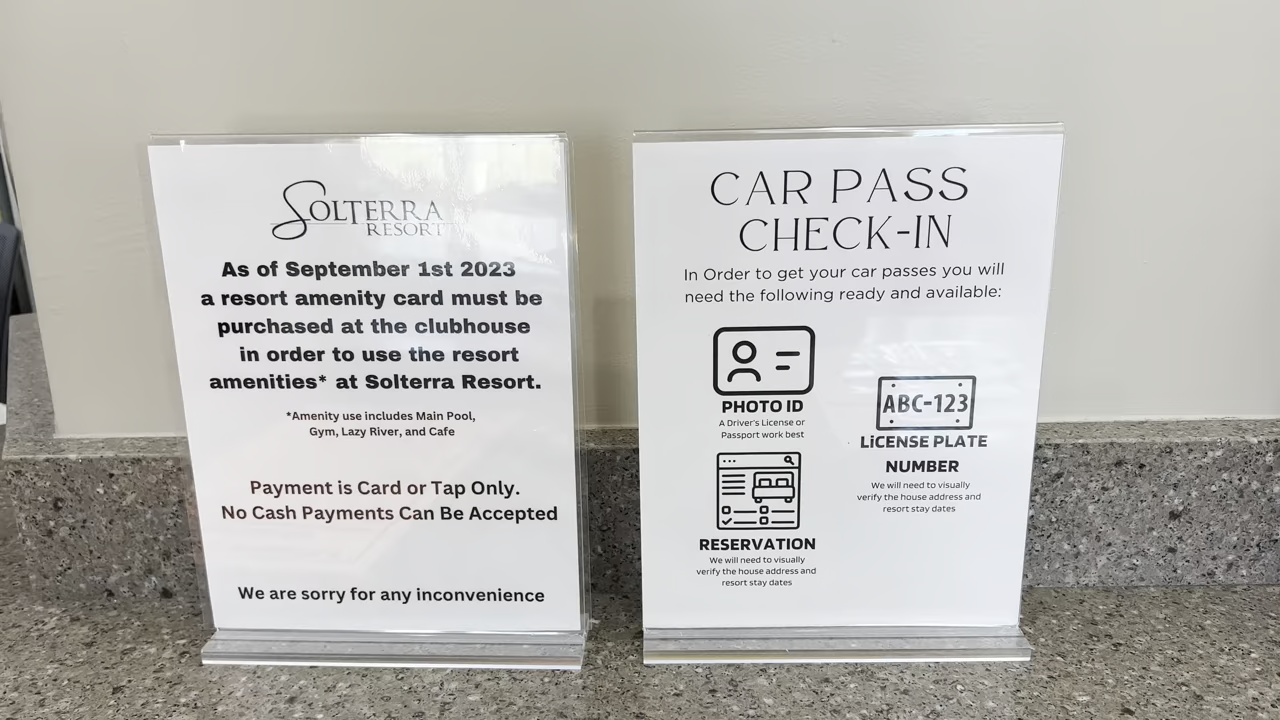 SOLTERRA
RESORT
As of September 1st 2023
a resort amenity card must be
purchased at the clubhouse
in order to use the resort
amenities* at Solterra Resort.
*Amenity use includes Main Pool,
Gym, Lazy River, and Cafe
Payment is Card or Tap Only.
No Cash Payments Can Be Accepted
We are sorry for any inconvenience
CAR PASS
CHECK-IN
In Order to get your car passes you will
need the following ready and available:
PHOTO ID
A Driver's License or
Passport work best
RESERVATION
We will need to visually
verify the house address and
resort stay dates
ABC-123
LiCENSE PLATE
NUMBER
We will need to visually
verify the house address and
resort stay dates